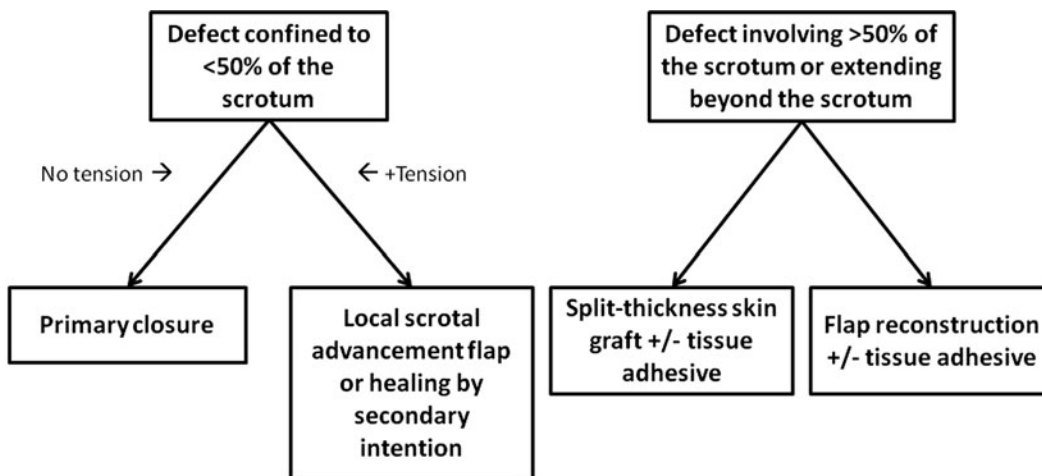 Defect confined to
<50% of the
scrotum
Defect involving >50% of
the scrotum or extending
beyond the scrotum
No tension →
← +Tension
Primary closure
Local scrotal
advancement flap
or healing by
secondary
intention
Split-thickness skin
graft +/- tissue
adhesive
Flap reconstruction
+/- tissue adhesive